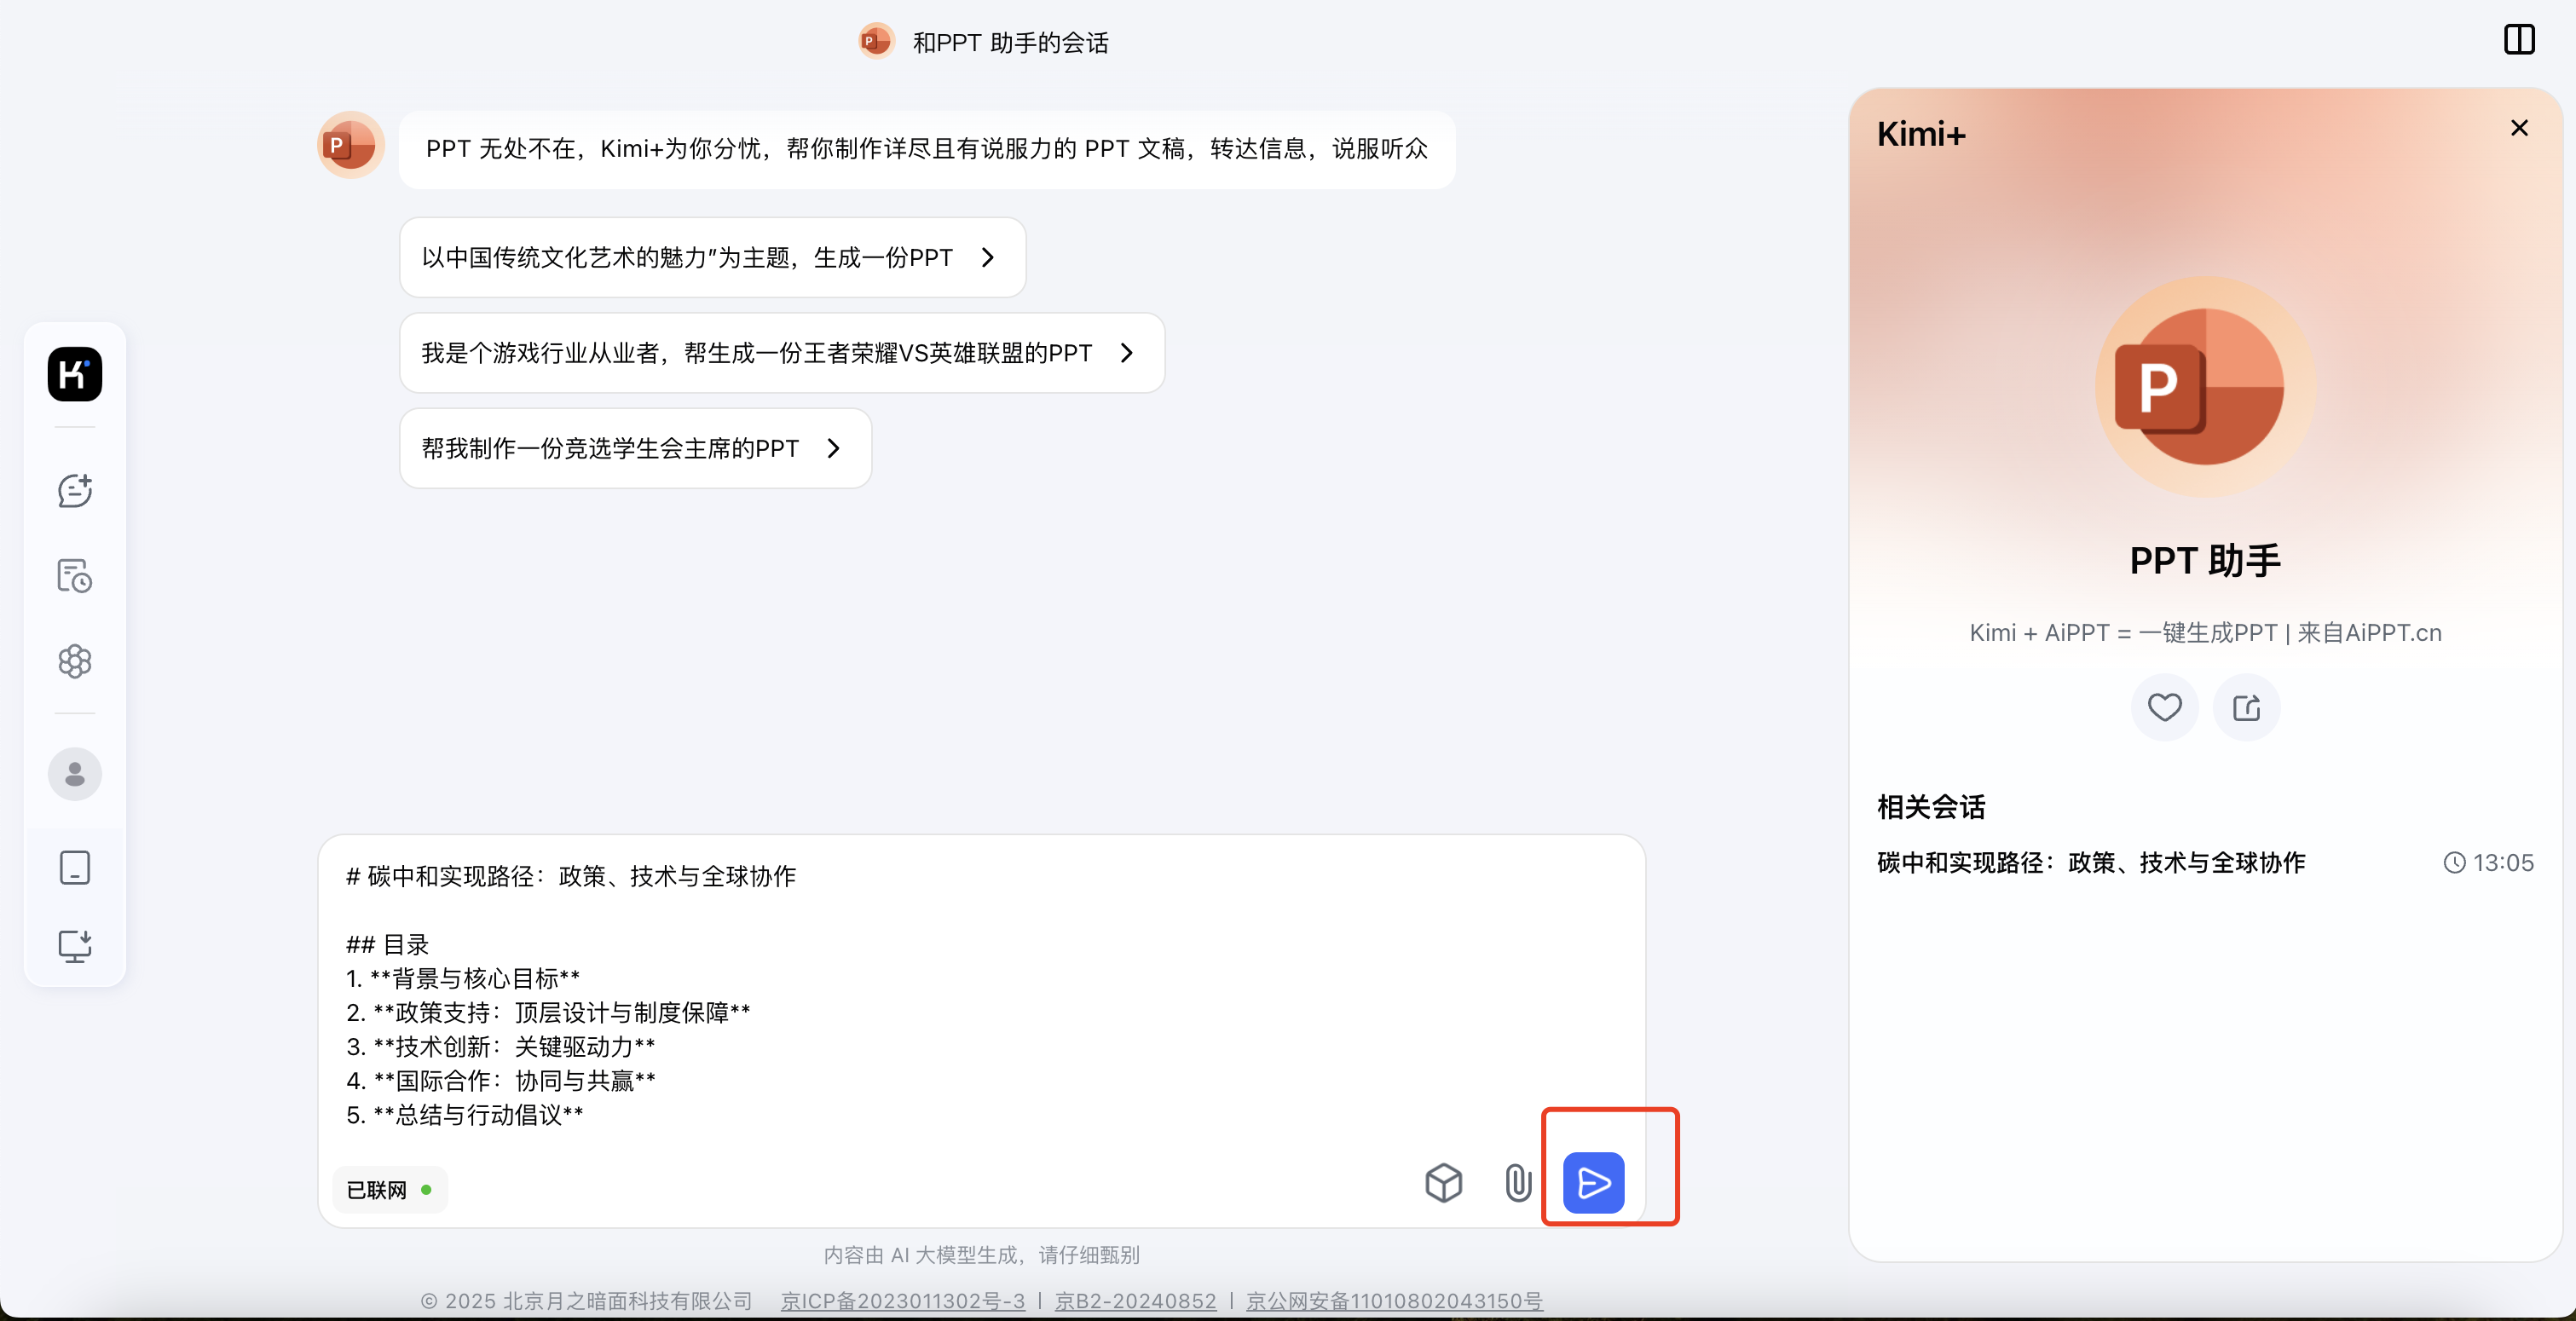 和PPT 助手的会话
PPT 无处不在，Kimi+为你分忧，帮你制作详尽且有说服力的 PPT 文稿，转达信息，说服听众
以中国传统文化艺术的魅力”为主题，生成一份PPT
我是个游戏行业从业者，帮生成一份王者荣耀VS英雄联盟的PPT
帮我制作一份竞选学生会主席的PPT
# 碳中和实现路径：政策、技术与全球协作
## 目录
1. **背景与核心目标**
2. **政策支持：顶层设计与制度保障**
3. **技术创新：关键驱动力**
4. **国际合作：协同与共赢**
5. **总结与行动倡议**
已联网
内容由 AI 大模型生成，请仔细甄别
© 2025 北京月之暗面科技有限公司 京ICP备2023011302号-3 | 京B2-20240852 | 京公网安备11010802043150号
Kimi+
P
PPT 助手
Kimi + AiPPT = 一键生成PPT | 来自AiPPT.cn
相关会话
碳中和实现路径：政策、技术与全球协作 13:05